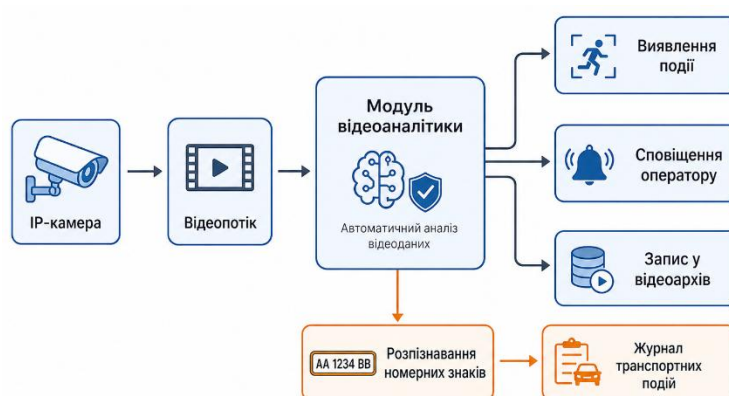 IP-камера
Відеопотік
Модуль
відеоаналітики
Автоматичний аналіз
відеоданих
Виявлення
події
Сповіщення
оператору
Запис у
відеоархів
AA 1234 BB
Розпізнавання
номерних знаків
Журнал
транспортних
подій